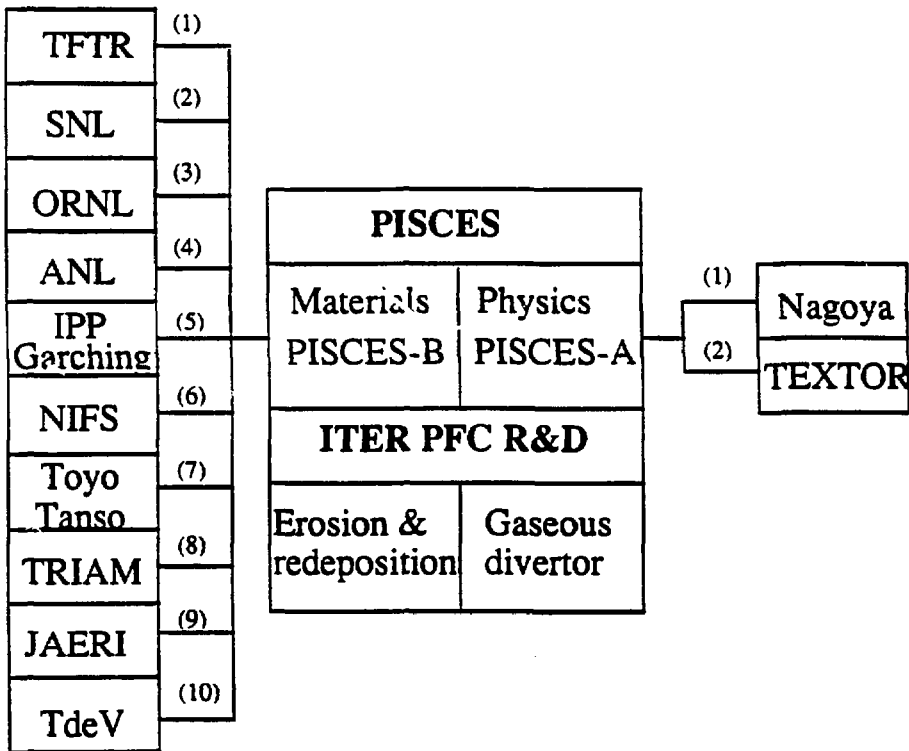 TFTR
(1)
SNL
(2)
ORNL
(3)
ANL
(4)
IPP
Garching
(5)
NIFS
(6)
Toyo
Tanso
(7)
TRIAM
(8)
JAERI
(9)
TdeV
(10)
PISCES
Materials
PISCES-B
Physics
PISCES-A
ITER PFC R&D
Erosion &
redeposition
Gaseous
divertor
(1)
Nagoya
(2)
TEXTOR